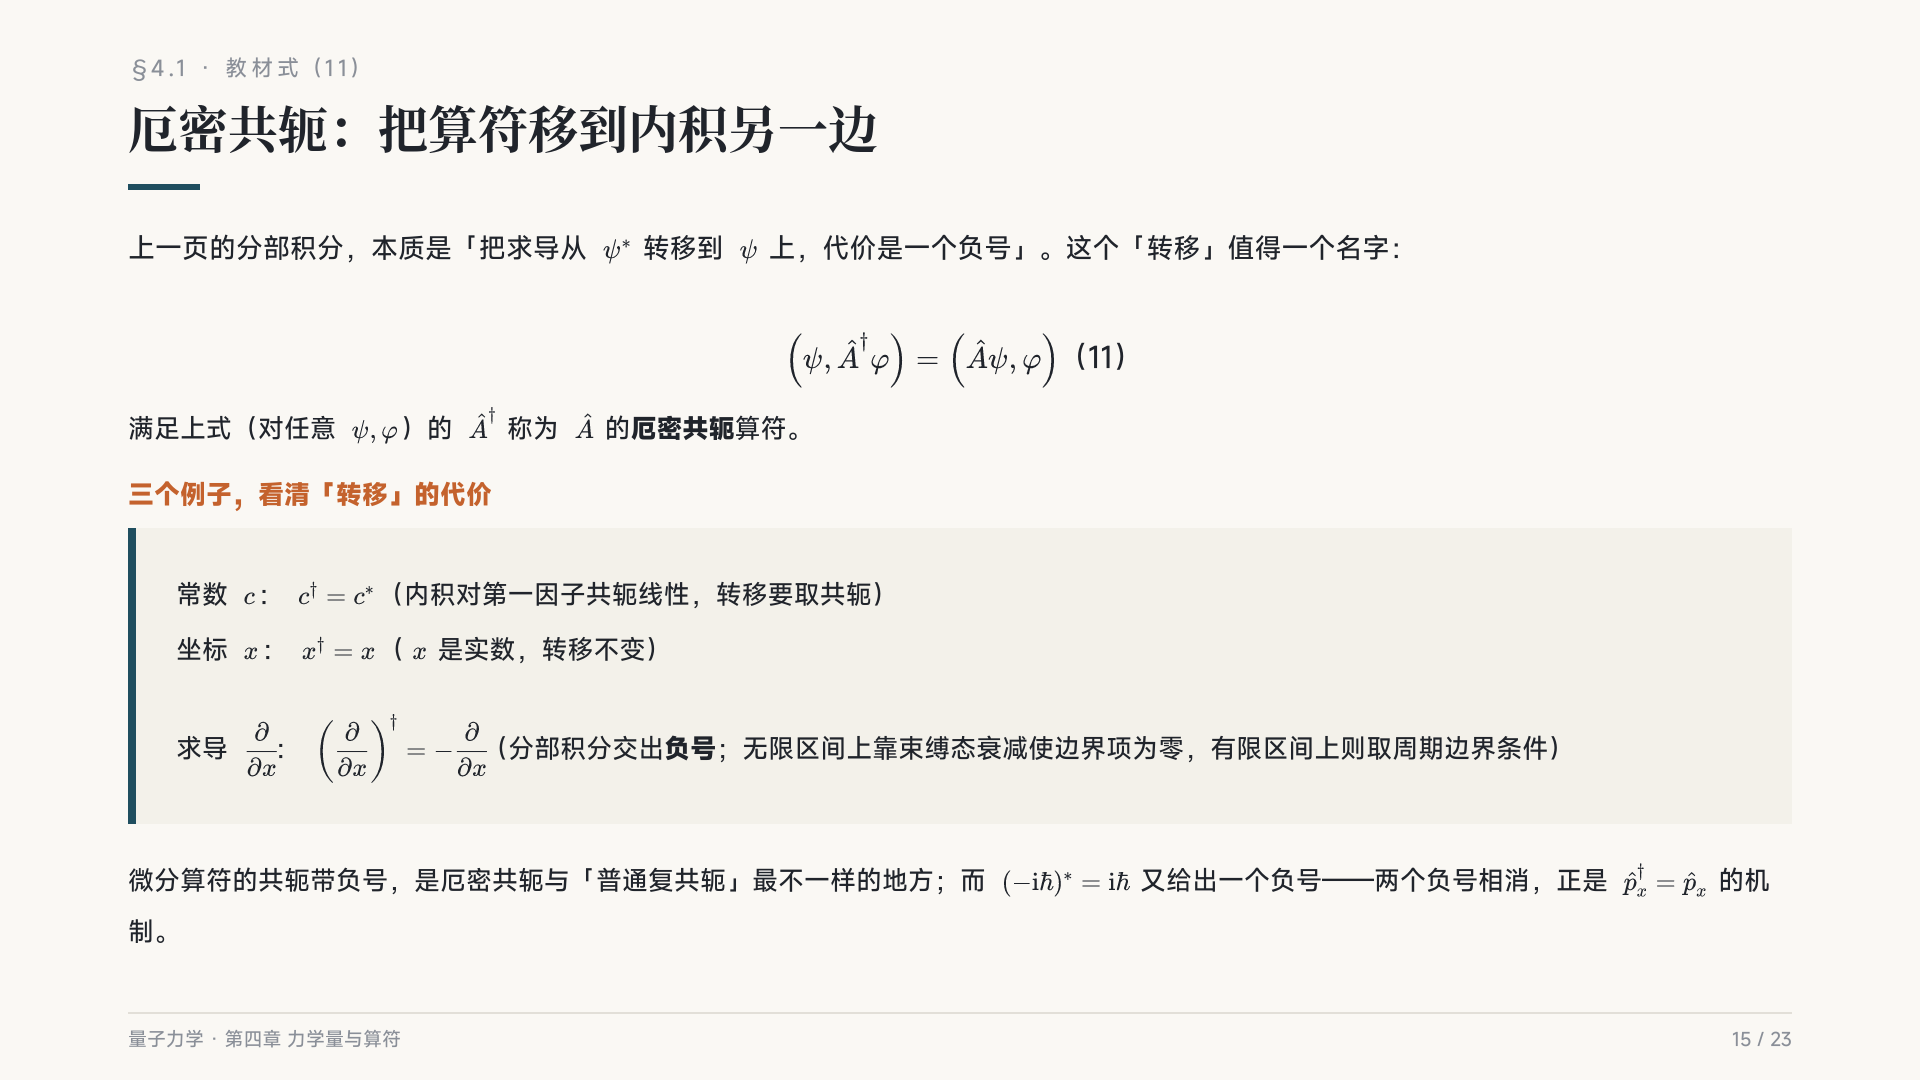 §4.1 · 教材式（11）
厄密共轭：把算符移到内积另一边
上一页的分部积分，本质是「把求导从 ψ* 转移到 ψ 上，代价是一个负号」。这个「转移」值得一个名字：
(ψ, Â†φ) = (Âψ, φ)（11）
满足上式（对任意 ψ, φ）的 Â† 称为 Â 的厄密共轭算符。
三个例子，看清「转移」的代价
常数 c： c† = c*（内积对第一因子共轭线性，转移要取共轭）
坐标 x： x† = x（ x 是实数，转移不变）
求导 ∂/∂x： (∂/∂x)† = −∂/∂x（分部积分交出负号；无限区间上靠束缚态衰减使边界项为零，有限区间上则取周期边界条件）
微分算符的共轭带负号，是厄密共轭与「普通复共轭」最不一样的地方；而 (−iħ)* = iħ 又给出一个负号——两个负号相消，正是 p̂ₓ† = p̂ₓ 的机
制。
量子力学 · 第四章 力学量与算符
15 / 23